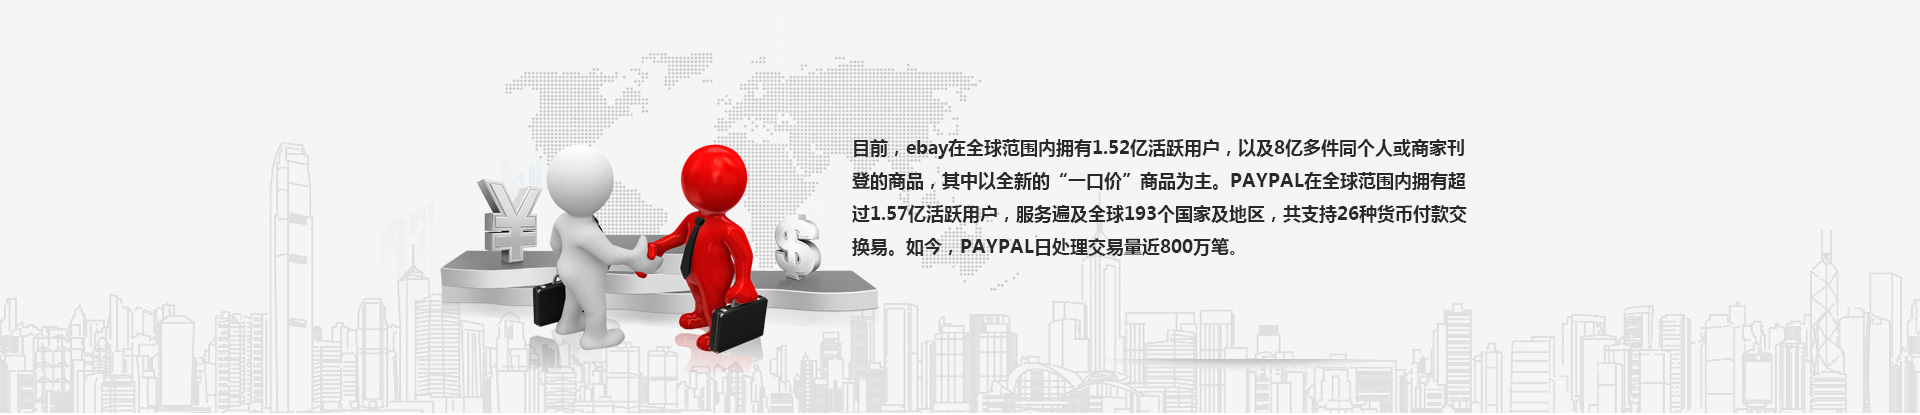 目前，ebay在全球范围内拥有1.52亿活跃用户，以及8亿多件同个人或商家刊
登的商品，其中以全新的“一口价”商品为主。PAYPAL在全球范围内拥有超
过1.57亿活跃用户，服务遍及全球193个国家及地区，共支持26种货币付款交
换易。如今，PAYPAL日处理交易量近800万笔。